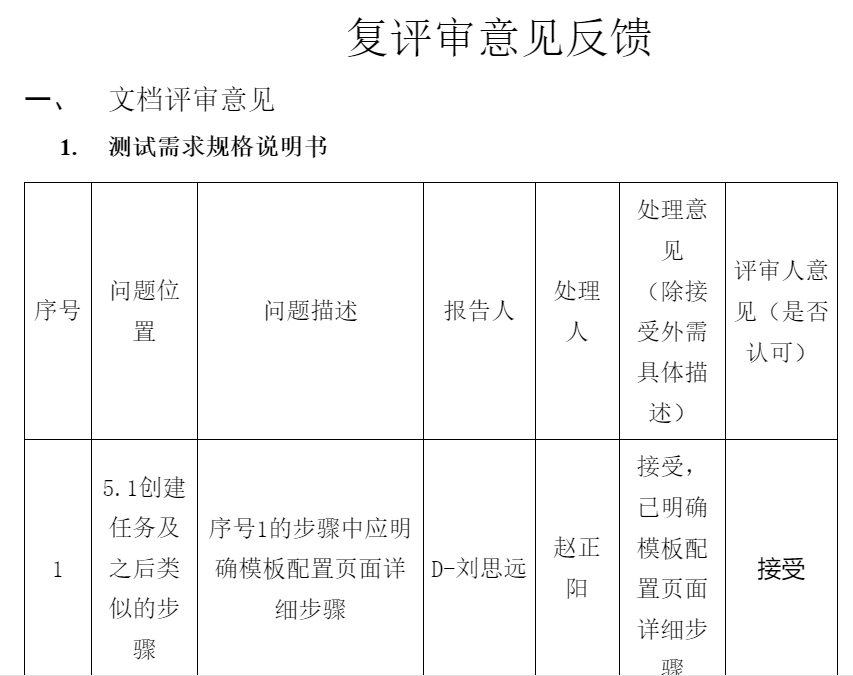 复评审意见反馈
一、 文档评审意见
1. 测试需求规格说明书
序号
问题位
置
问题描述
报告人
处理
人
处理意
见
（除接
受外需
具体描
述）
评审人意
见（是否
认可）
1
5.1创建
任务及
之后类
似的步
骤
序号1的步骤中应明
确模板配置页面详
细步骤
D-刘思远
赵正
阳
接受，
已明确
模板配
置页面
详细步
骤
接受